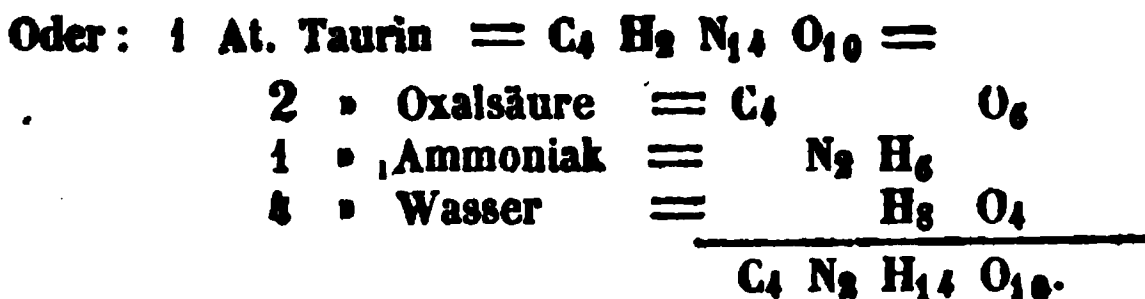 Oder: 1 At. Taurin = C₄ H₂ N₁₄ O₁₀ =
2 » Oxalsäure = C₄ O₆
1 » Ammoniak = N₂ H₆
4 » Wasser = H₈ O₄
C₄ N₂ H₁₄ O₁₀.